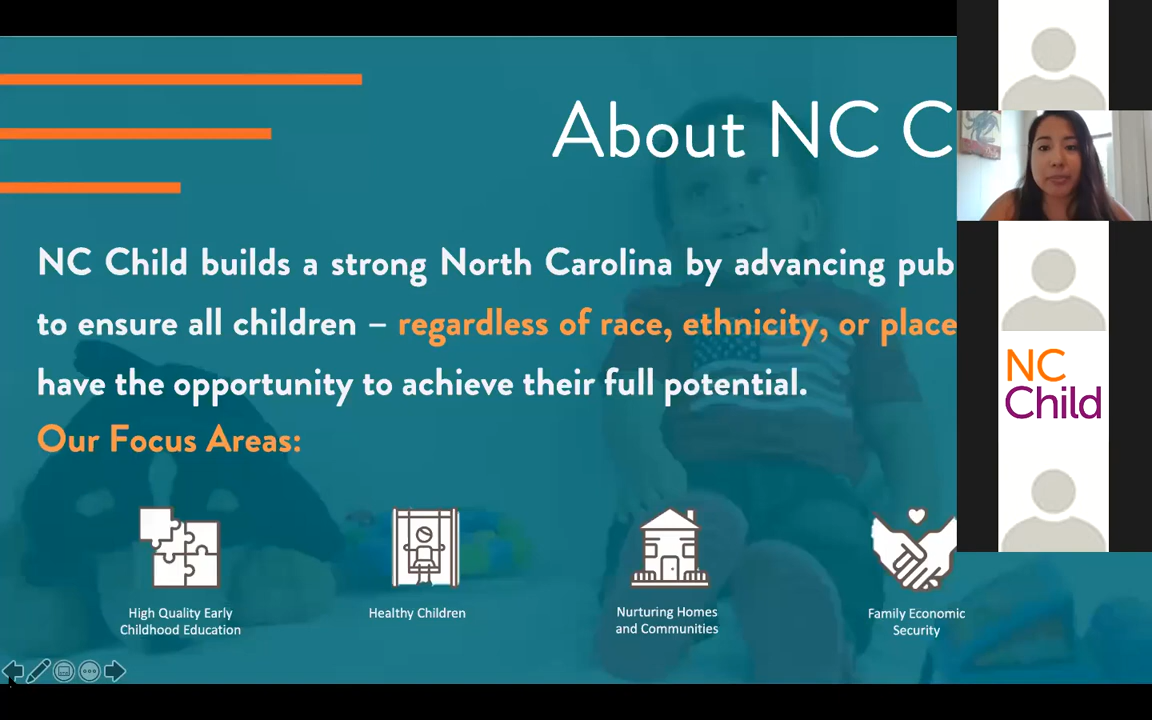 About NC C
NC Child builds a strong North Carolina by advancing pub
to ensure all children – regardless of race, ethnicity, or place
have the opportunity to achieve their full potential.
Our Focus Areas:
High Quality Early
Childhood Education
Healthy Children
Nurturing Homes
and Communities
Family Economic
Security
NC
Child